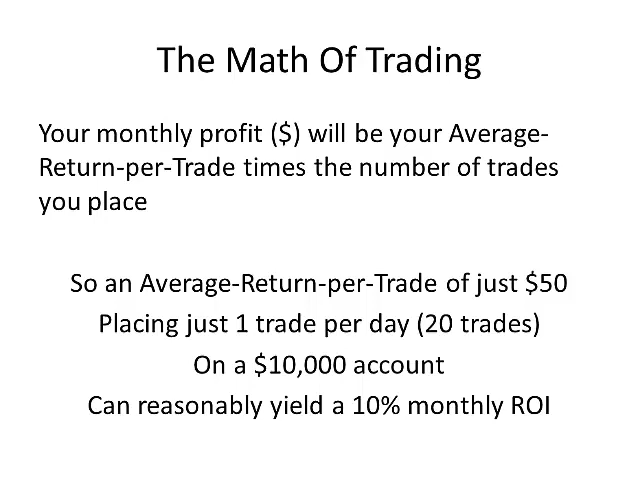 The Math Of Trading
Your monthly profit ($) will be your Average-
Return-per-Trade times the number of trades
you place
So an Average-Return-per-Trade of just $50
Placing just 1 trade per day (20 trades)
On a $10,000 account
Can reasonably yield a 10% monthly ROI